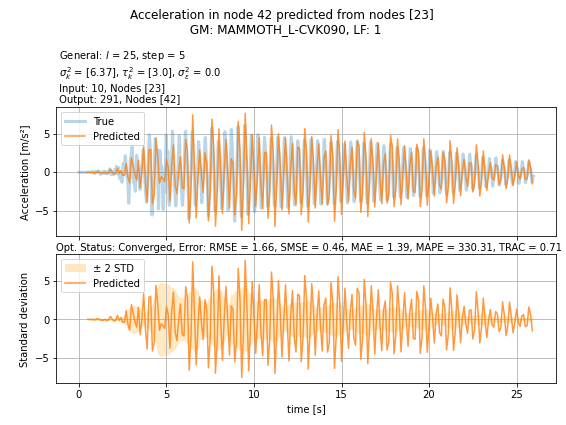 Acceleration in node 42 predicted from nodes [23]
GM: MAMMOTH_L-CVK090, LF: 1
General: l = 25, step = 5
σ²ₖ = [6.37], τ²ₖ = [3.0], σ²ε = 0.0
Input: 10, Nodes [23]
Output: 291, Nodes [42]
True
Predicted
Acceleration [m/s²]
5
0
−5
Opt. Status: Converged, Error: RMSE = 1.66, SMSE = 0.46, MAE = 1.39, MAPE = 330.31, TRAC = 0.71
± 2 STD
Predicted
Standard deviation
5
0
−5
0 5 10 15 20 25
time [s]